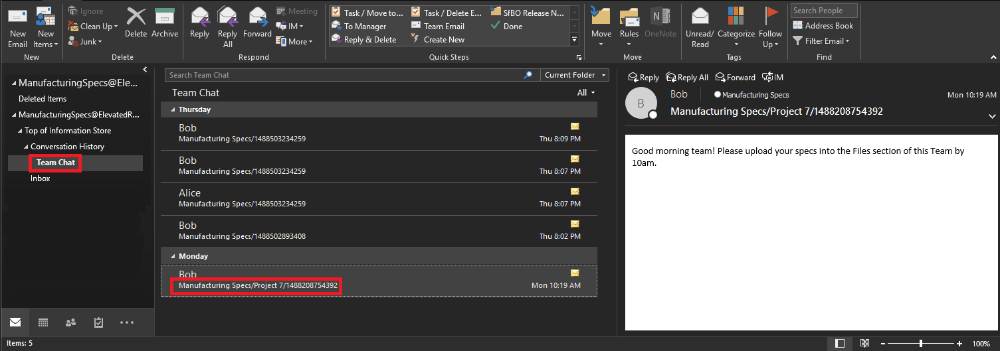 New Email
New Items
Ignore
Clean Up
Junk
Delete
Archive
Reply
Reply All
Forward
Meeting
IM
More
Task / Move to...
To Manager
Reply & Delete
Task / Delete E...
Team Email
Create New
SfBO Release N...
Done
Move
Rules
OneNote
Unread/ Read
Categorize
Follow Up
Search People
Address Book
Filter Email
New
Delete
Respond
Quick Steps
Move
Tags
Find
ManufacturingSpecs@Ele...
Deleted Items
ManufacturingSpecs@ElevatedR...
Top of Information Store
Conversation History
Team Chat
Inbox
Search Team Chat
Current Folder
Team Chat
All
Thursday
Bob
Manufacturing Specs/1488503234259
Thu 8:09 PM
Bob
Manufacturing Specs/1488503234259
Thu 8:07 PM
Alice
Manufacturing Specs/1488503234259
Thu 8:07 PM
Bob
Manufacturing Specs/1488502893408
Thu 8:02 PM
Monday
Bob
Manufacturing Specs/Project 7/1488208754392
Mon 10:19 AM
Reply
Reply All
Forward
IM
B
Bob
Manufacturing Specs
Mon 10:19 AM
Manufacturing Specs/Project 7/1488208754392
Good morning team! Please upload your specs into the Files section of this Team by
10am.
Items: 5
100%